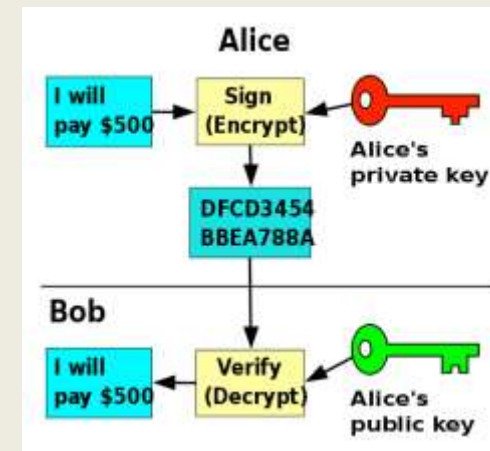 Alice
I will
pay $500
Sign
(Encrypt)
Alice's
private key
DFCD3454
BBEA788A
Bob
I will
pay $500
Verify
(Decrypt)
Alice's
public key